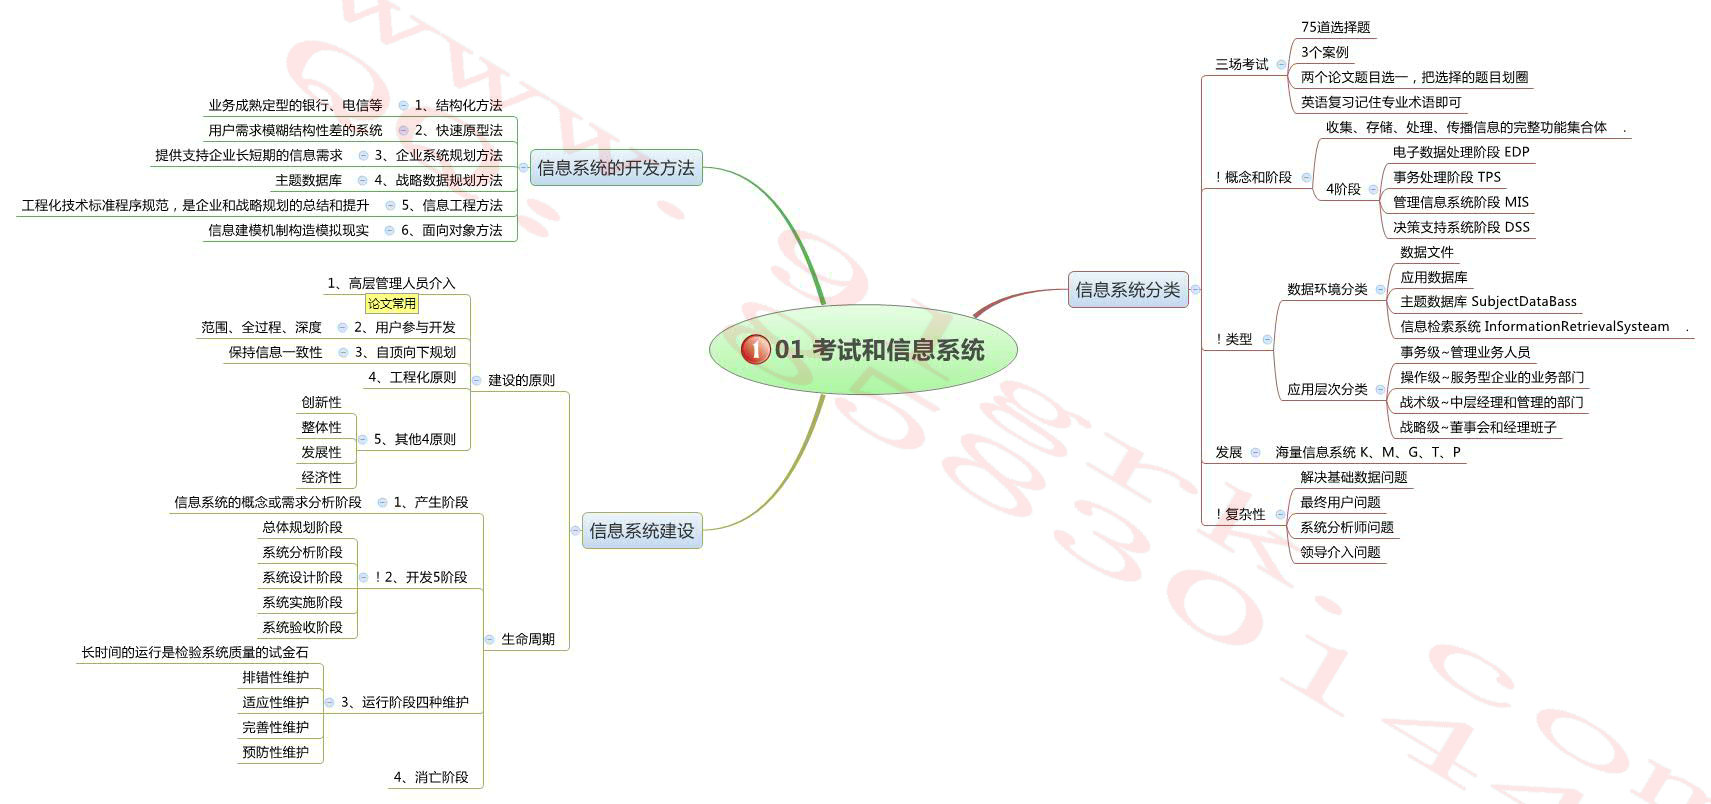 01 考试和信息系统
信息系统分类
三场考试
75道选择题
3个案例
两个论文题目选一，把选择的题目划圈
英语复习记住专业术语即可
！概念和阶段
收集、存储、处理、传播信息的完整功能集合体 .
4阶段
电子数据处理阶段 EDP
事务处理阶段 TPS
管理信息系统阶段 MIS
决策支持系统阶段 DSS
！类型
数据环境分类
数据文件
应用数据库
主题数据库 SubjectDataBass
信息检索系统 InformationRetrievalSysteam .
应用层次分类
事务级~管理业务人员
操作级~服务型企业的业务部门
战术级~中层经理和管理的部门
战略级~董事会和经理班子
发展
海量信息系统 K、M、G、T、P
！复杂性
解决基础数据问题
最终用户问题
系统分析师问题
领导介入问题
信息系统的开发方法
1、结构化方法
业务成熟定型的银行、电信等
2、快速原型法
用户需求模糊结构性差的系统
3、企业系统规划方法
提供支持企业长短期的信息需求
4、战略数据规划方法
主题数据库
5、信息工程方法
工程化技术标准程序规范，是企业和战略规划的总结和提升
6、面向对象方法
信息建模机制构造模拟现实
信息系统建设
建设的原则
1、高层管理人员介入
论文常用
2、用户参与开发
范围、全过程、深度
3、自顶向下规划
保持信息一致性
4、工程化原则
5、其他4原则
创新性
整体性
发展性
经济性
生命周期
1、产生阶段
信息系统的概念或需求分析阶段
！2、开发5阶段
总体规划阶段
系统分析阶段
系统设计阶段
系统实施阶段
系统验收阶段
3、运行阶段四种维护
长时间的运行是检验系统质量的试金石
排错性维护
适应性维护
完善性维护
预防性维护
4、消亡阶段